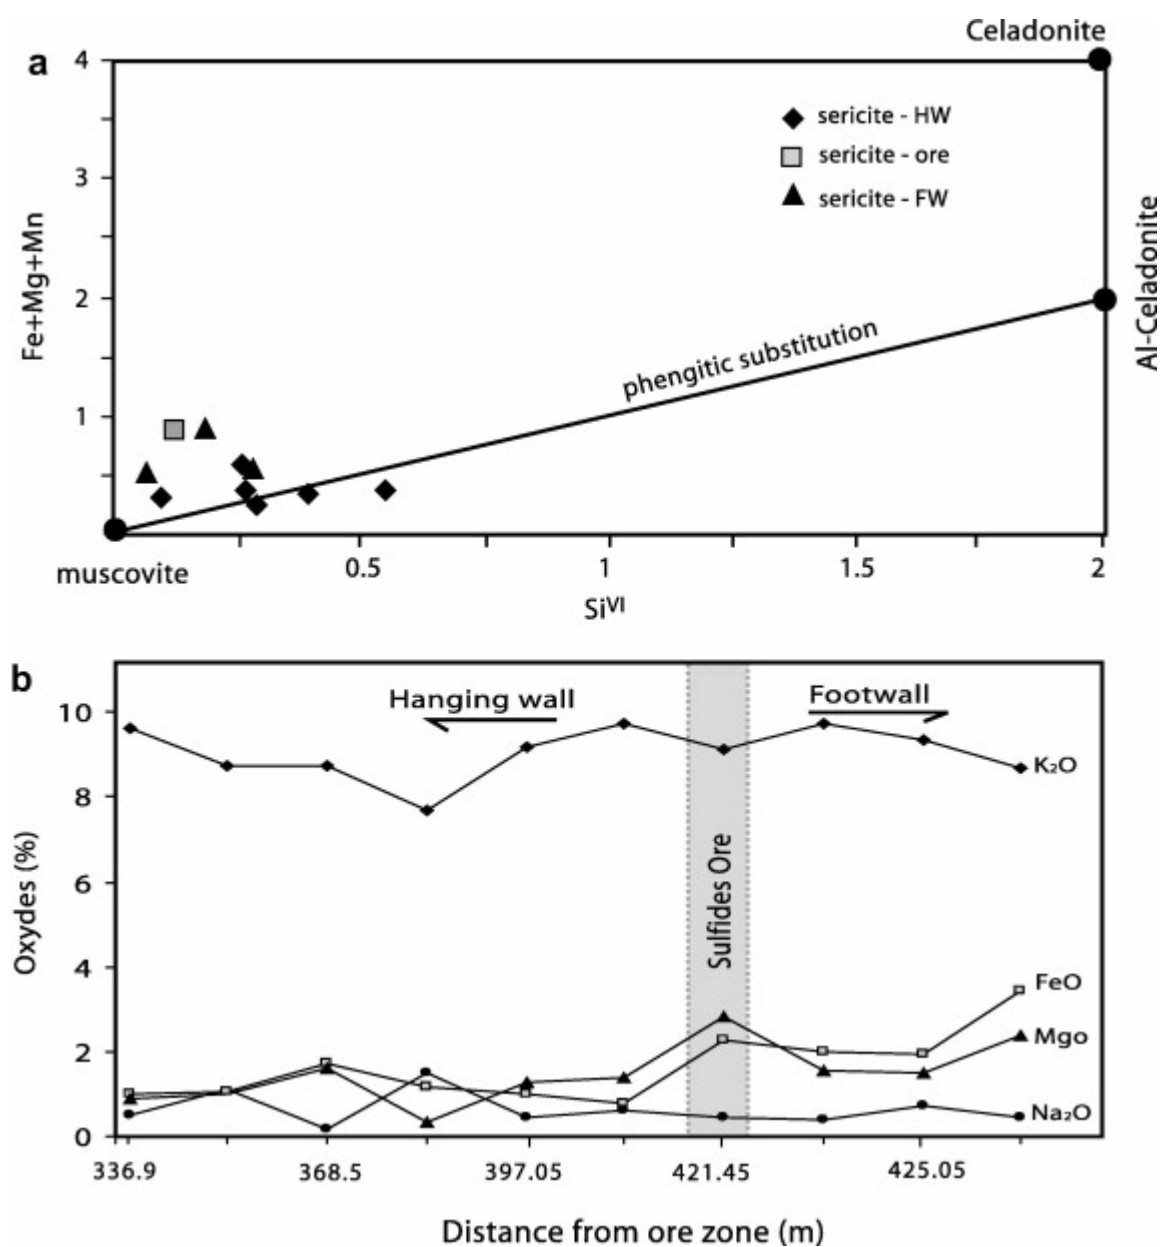 Celadonite
a
4
sericite - HW
sericite - ore
3
sericite - FW
Fe+Mg+Mn
2
Al-Celadonite
phengitic substitution
1
muscovite
0.5
1
1.5
2
Si^VI
b
Hanging wall
Footwall
10
K₂O
8
Oxydes (%)
6
Sulfides Ore
4
FeO
2
Mgo
Na₂O
0
336.9
368.5
397.05
421.45
425.05
Distance from ore zone (m)